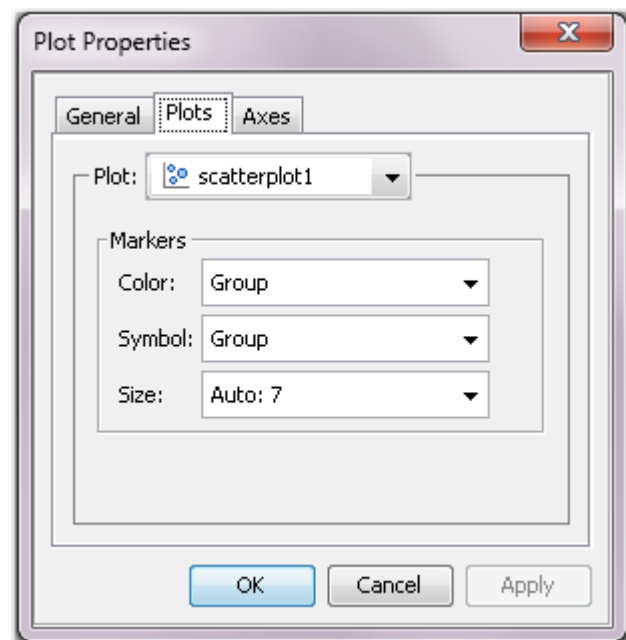 Plot Properties
General Plots Axes
Plot: scatterplot1
Markers
Color: Group
Symbol: Group
Size: Auto: 7
OK Cancel Apply